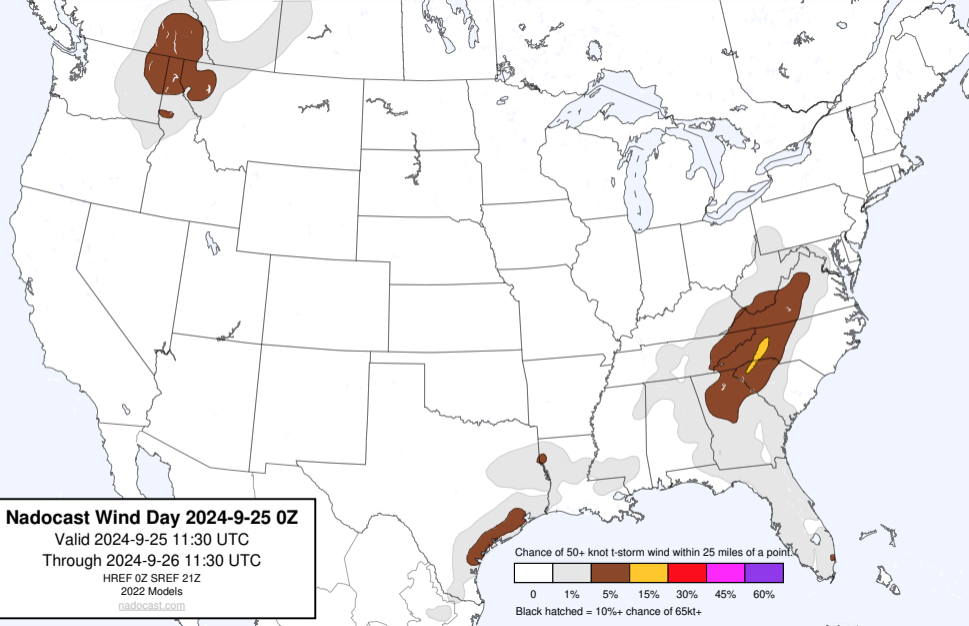 Nadocast Wind Day 2024-9-25 0Z
Valid 2024-9-25 11:30 UTC
Through 2024-9-26 11:30 UTC
HREF 0Z SREF 21Z
2022 Models
nadocast.com
Chance of 50+ knot t-storm wind within 25 miles of a point.
0 1% 5% 15% 30% 45% 60%
Black hatched = 10%+ chance of 65kt+